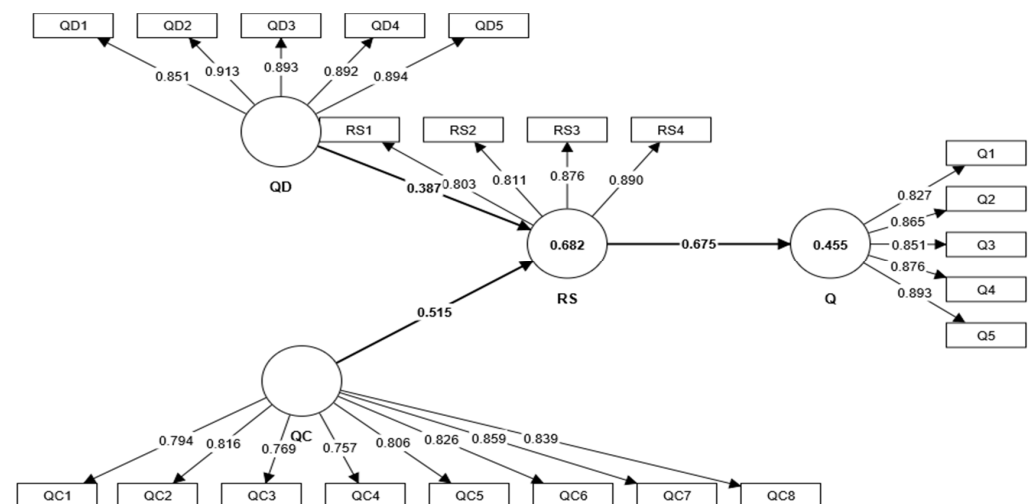 QD1 QD2 QD3 QD4 QD5
0.851 0.913 0.893 0.892 0.894
RS1 RS2 RS3 RS4
QD
0.387 0.803 0.811 0.876 0.890
Q1
0.827
Q2
0.865
0.682 0.675 0.455 0.851 Q3
0.876
Q4
RS Q 0.893
0.515
Q5
QC
0.794 0.816 0.769 0.757 0.806 0.826 0.859 0.839
QC1 QC2 QC3 QC4 QC5 QC6 QC7 QC8